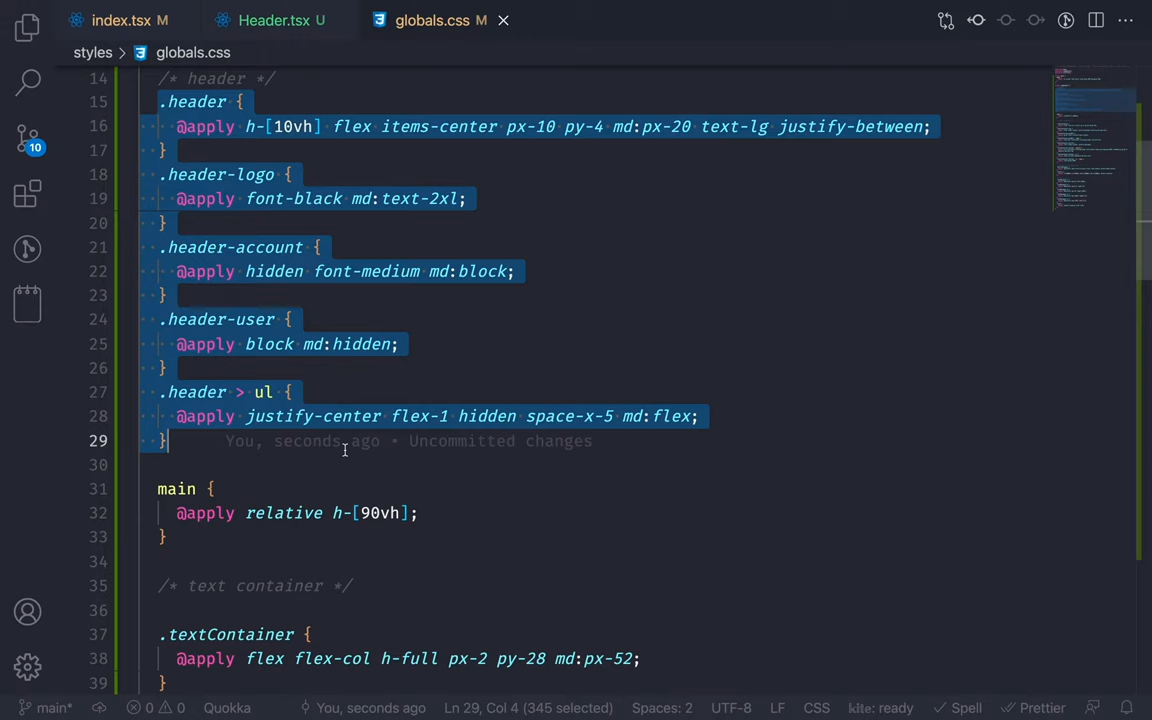 index.tsx M
Header.tsx U
globals.css M
styles > globals.css
10
14 /* header */
15 .header {
16 @apply h-[10vh] flex items-center px-10 py-4 md:px-20 text-lg justify-between;
17 }
18 .header-logo {
19 @apply font-black md:text-2xl;
20 }
21 .header-account {
22 @apply hidden font-medium md:block;
23 }
24 .header-user {
25 @apply block md:hidden;
26 }
27 .header > ul {
28 @apply justify-center flex-1 hidden space-x-5 md:flex;
29 } You, seconds ago • Uncommitted changes
30
31 main {
32 @apply relative h-[90vh];
33 }
34
35 /* text container */
36
37 .textContainer {
38 @apply flex flex-col h-full px-2 py-28 md:px-52;
39 }
main* 0 0 Quokka You, seconds ago Ln 29, Col 4 (345 selected) Spaces: 2 UTF-8 LF CSS kite: ready Spell Prettier